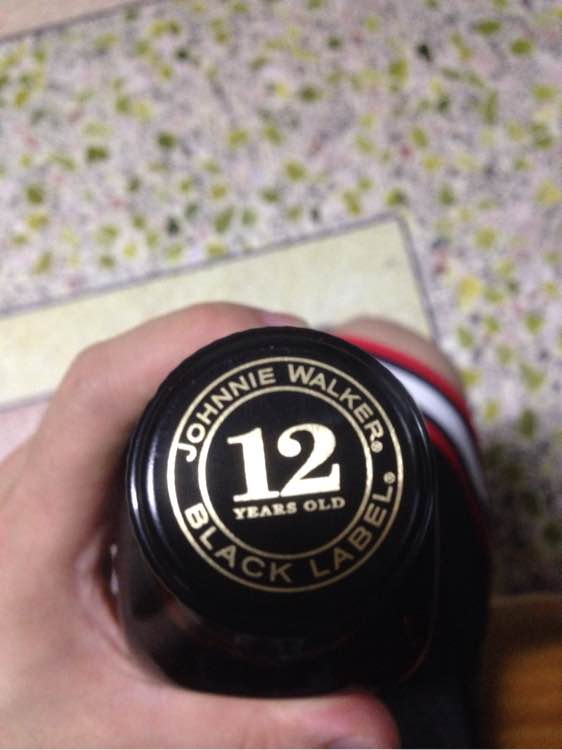 JOHNNIE WALKER®
12
YEARS OLD
BLACK LABEL®